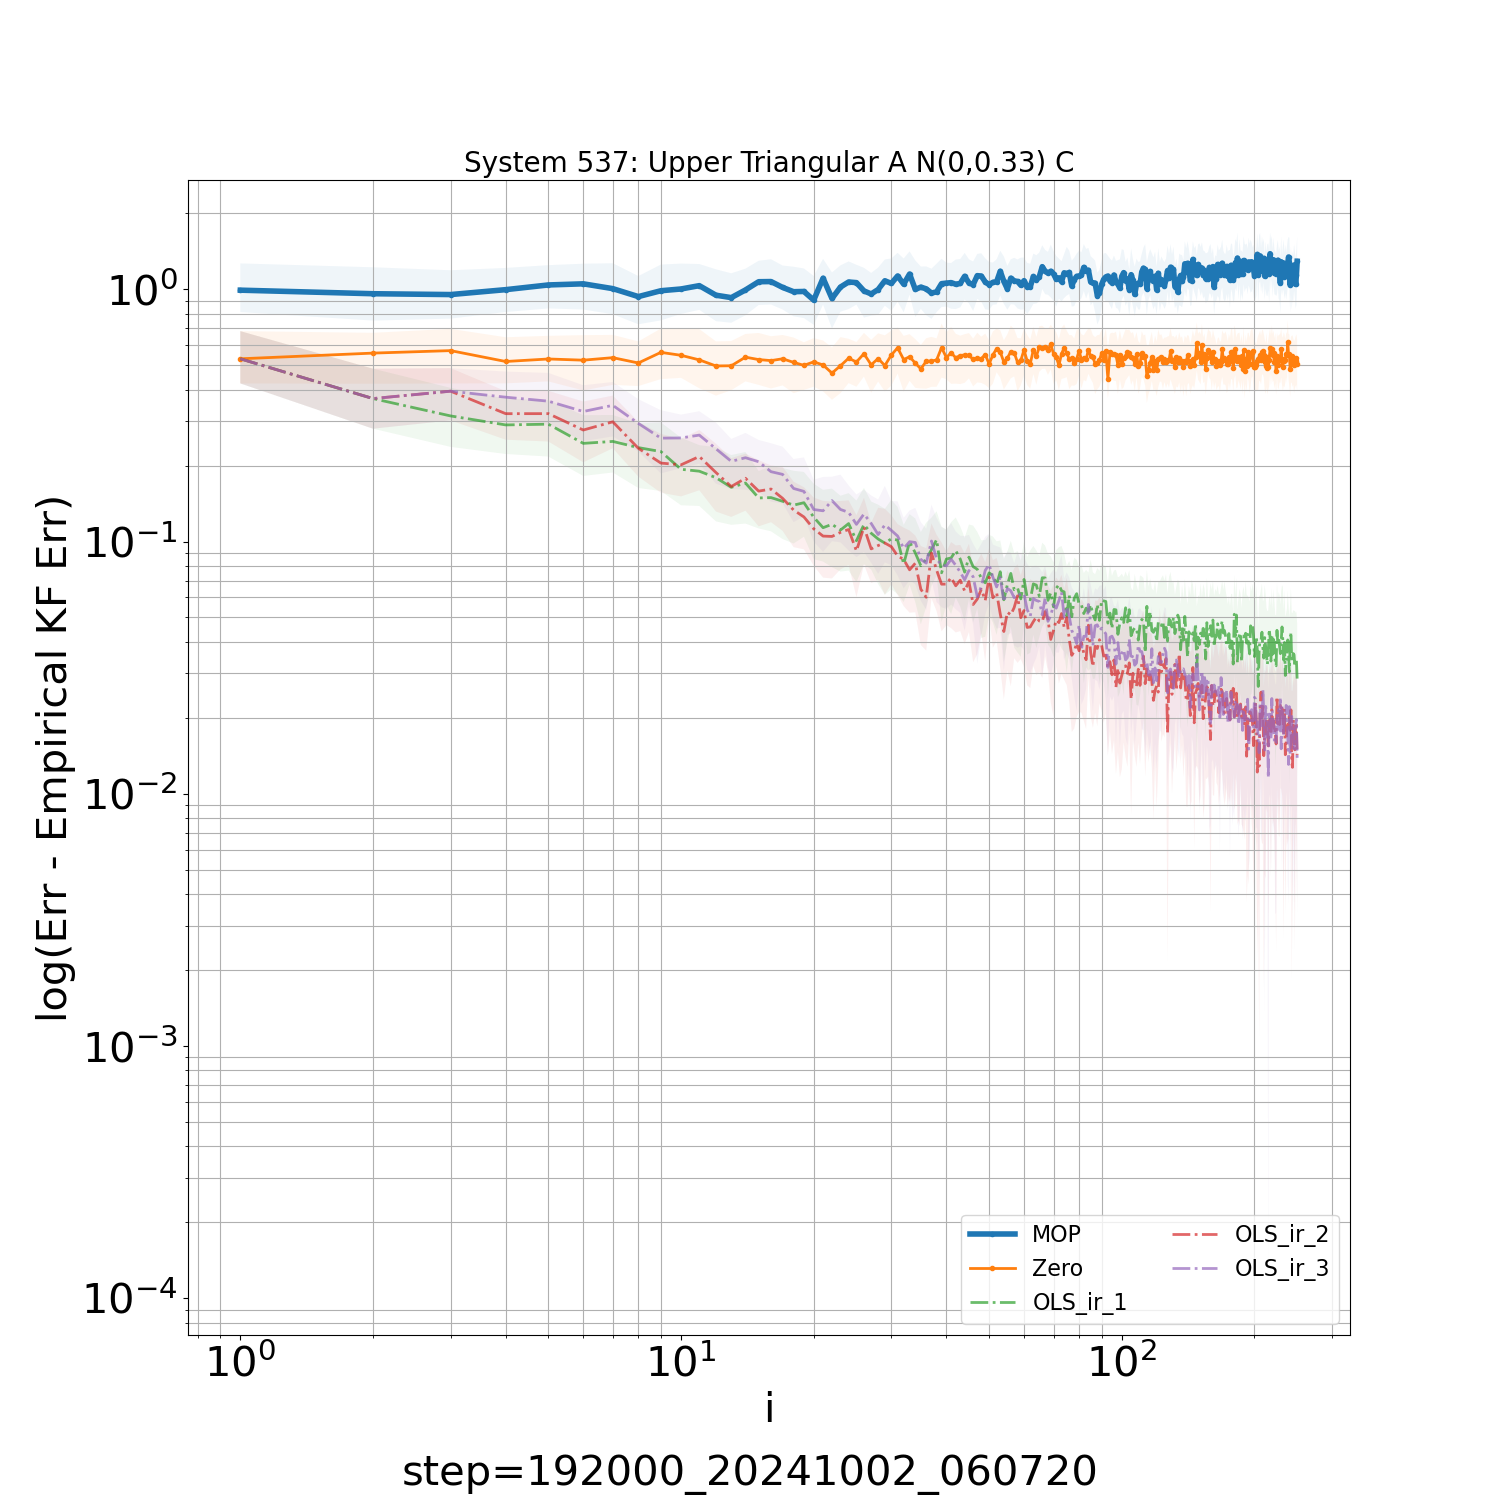 System 537: Upper Triangular A N(0,0.33) C
log(Err - Empirical KF Err)
10^0
10^-1
10^-2
10^-3
10^-4
10^0 10^1 10^2
i
step=192000_20241002_060720
MOP
Zero
OLS_ir_1
OLS_ir_2
OLS_ir_3